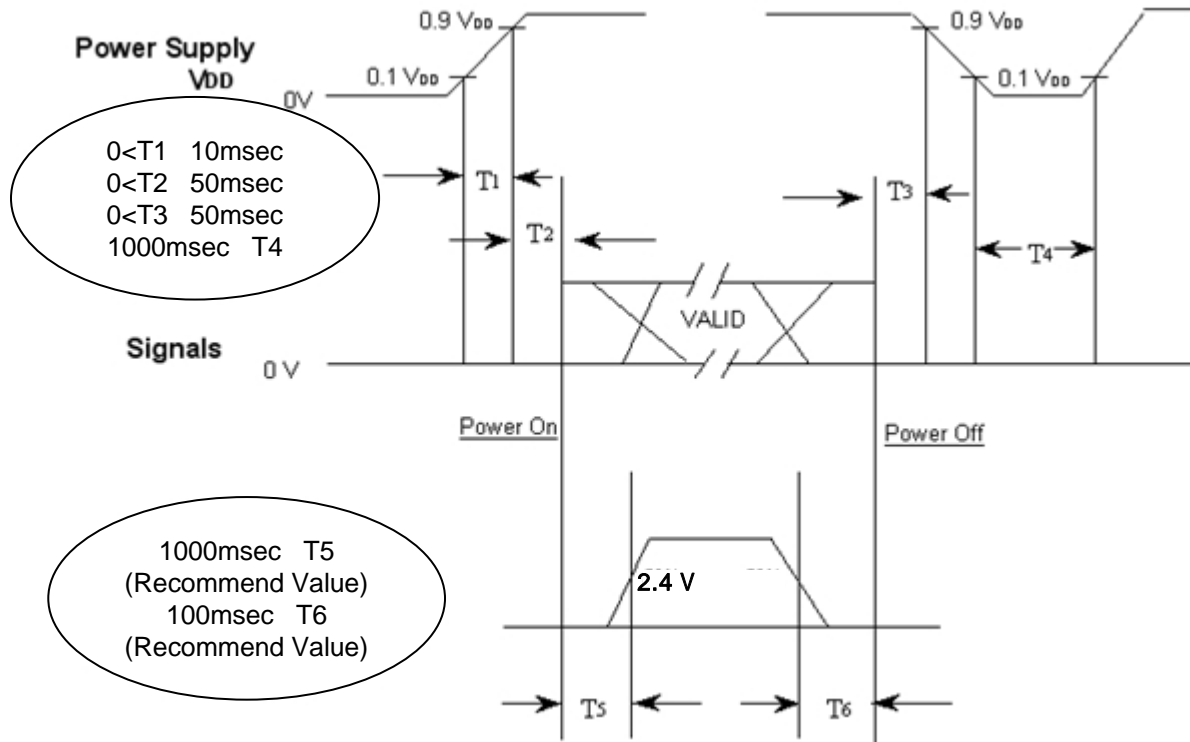 0.9 VDD
0.9 VDD
Power Supply
VDD
0.1 VDD
0.1 VDD
0V
0<T1 10msec
0<T2 50msec
0<T3 50msec
1000msec T4
T1
T2
T3
T4
VALID
Signals
0 V
Power On
Power Off
1000msec T5
(Recommend Value)
100msec T6
(Recommend Value)
2.4 V
T5
T6